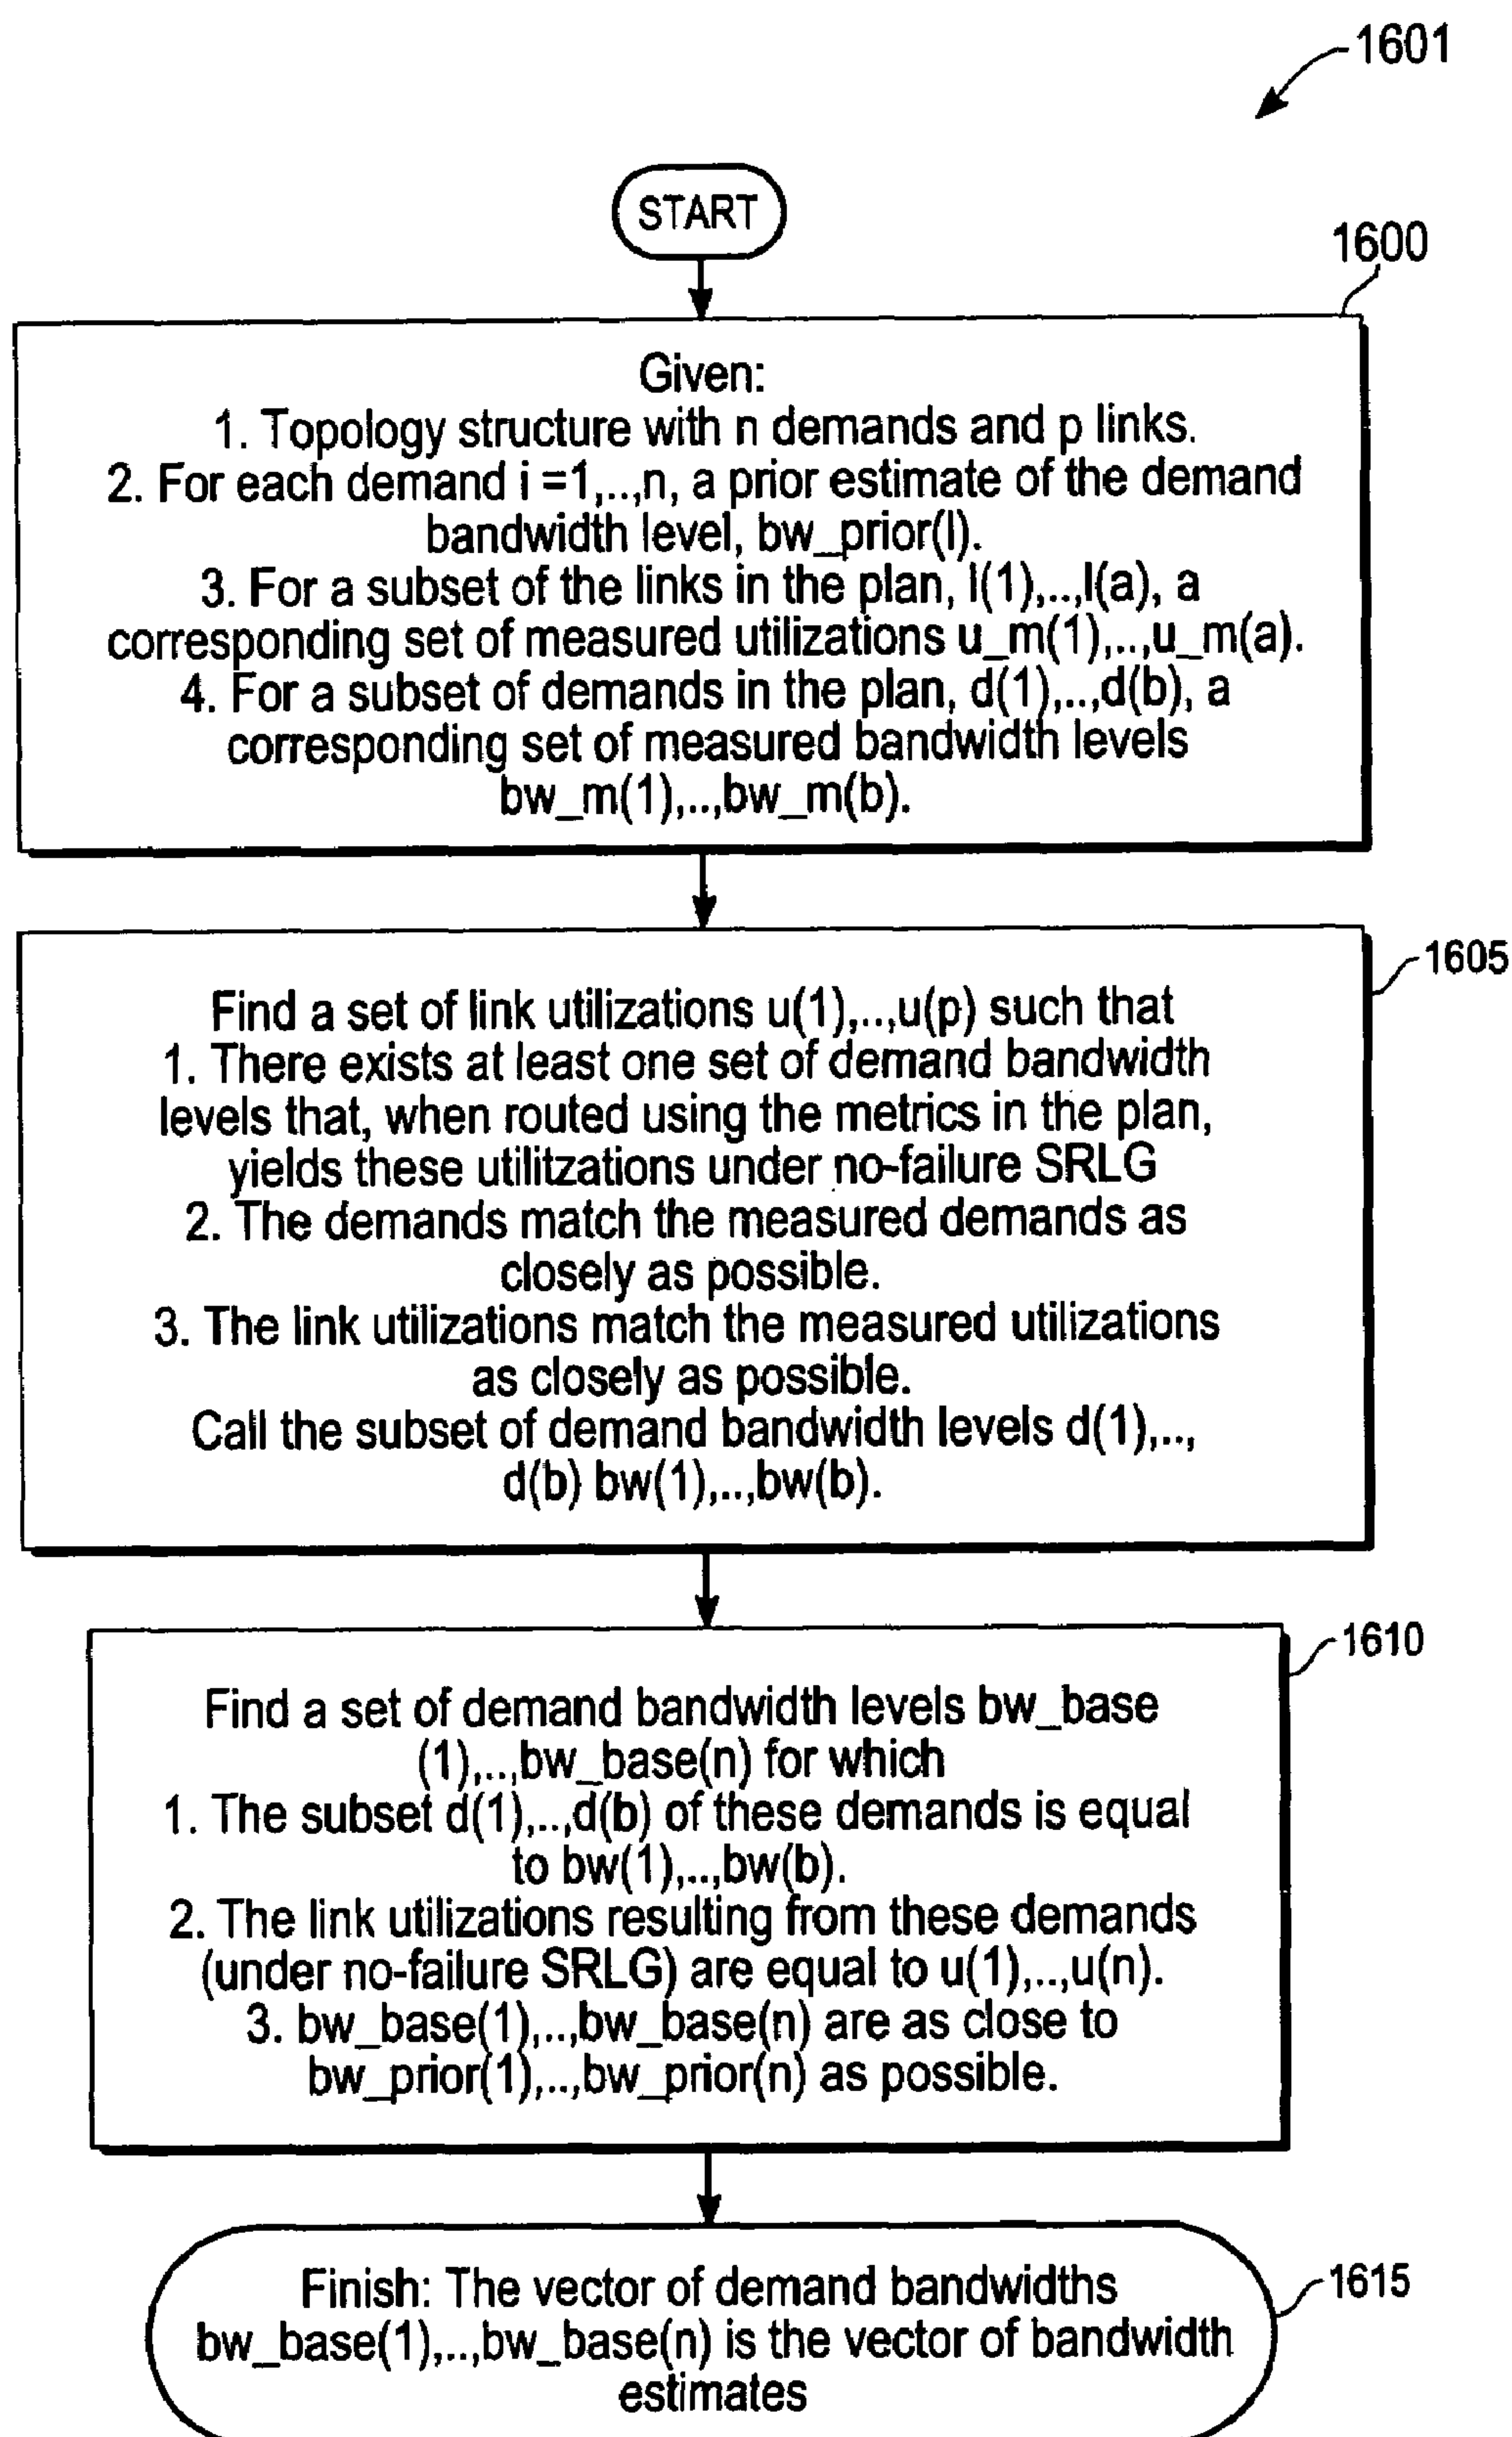 1601
START
1600
Given:
1. Topology structure with n demands and p links.
2. For each demand i =1,..,n, a prior estimate of the demand
bandwidth level, bw_prior(l).
3. For a subset of the links in the plan, l(1),..,l(a), a
corresponding set of measured utilizations u_m(1),..,u_m(a).
4. For a subset of demands in the plan, d(1),..,d(b), a
corresponding set of measured bandwidth levels
bw_m(1),..,bw_m(b).
1605
Find a set of link utilizations u(1),..,u(p) such that
1. There exists at least one set of demand bandwidth
levels that, when routed using the metrics in the plan,
yields these utilitzations under no-failure SRLG
2. The demands match the measured demands as
closely as possible.
3. The link utilizations match the measured utilizations
as closely as possible.
Call the subset of demand bandwidth levels d(1),..,
d(b) bw(1),..,bw(b).
1610
Find a set of demand bandwidth levels bw_base
(1),..,bw_base(n) for which
1. The subset d(1),..,d(b) of these demands is equal
to bw(1),..,bw(b).
2. The link utilizations resulting from these demands
(under no-failure SRLG) are equal to u(1),..,u(n).
3. bw_base(1),..,bw_base(n) are as close to
bw_prior(1),..,bw_prior(n) as possible.
1615
Finish: The vector of demand bandwidths
bw_base(1),..,bw_base(n) is the vector of bandwidth
estimates